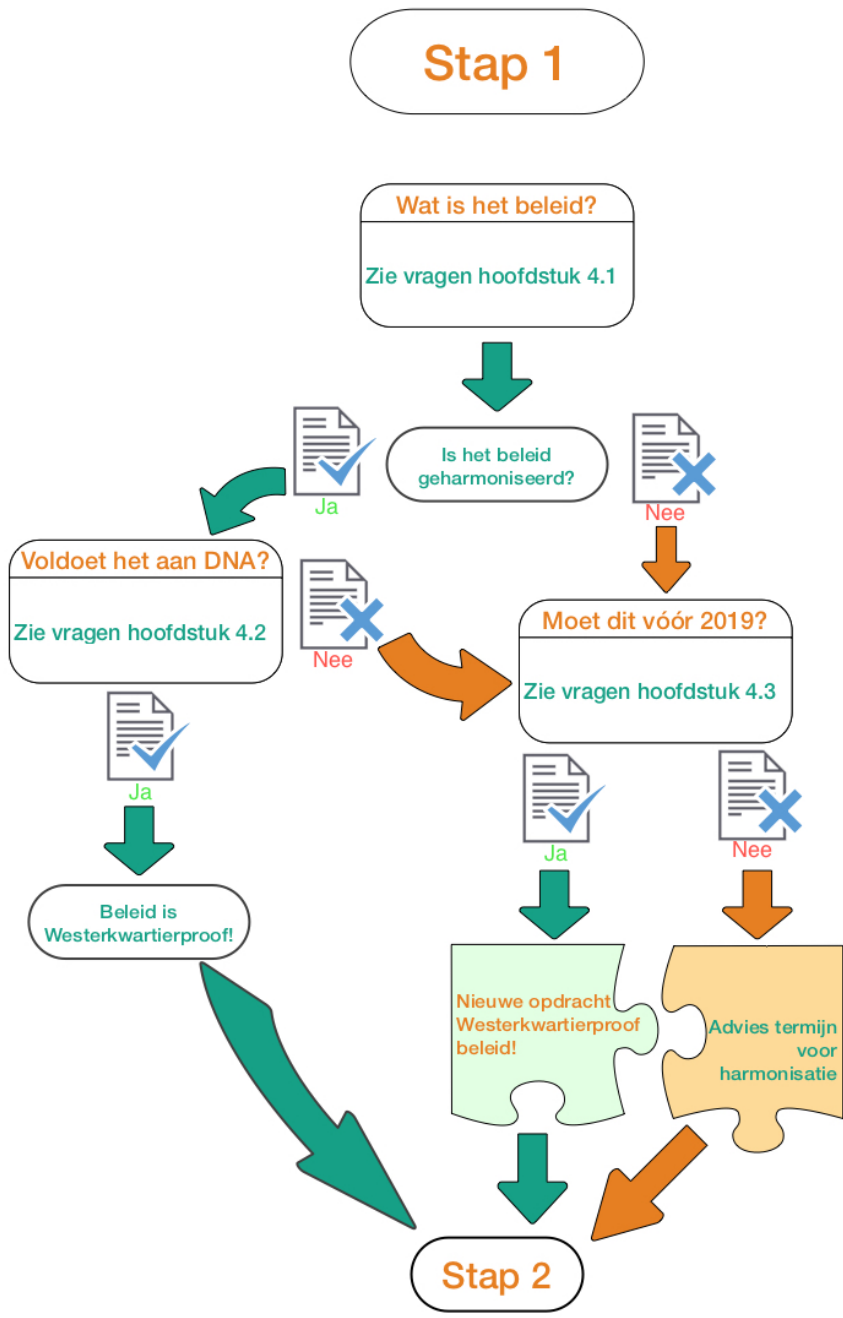 Stap 1
Wat is het beleid?
Zie vragen hoofdstuk 4.1
Is het beleid
geharmoniseerd?
Ja
Nee
Voldoet het aan DNA?
Zie vragen hoofdstuk 4.2
Nee
Moet dit vóór 2019?
Zie vragen hoofdstuk 4.3
Ja
Ja
Nee
Beleid is
Westerkwartierproof!
Nieuwe opdracht
Westerkwartierproof
beleid!
Advies termijn
voor
harmonisatie
Stap 2